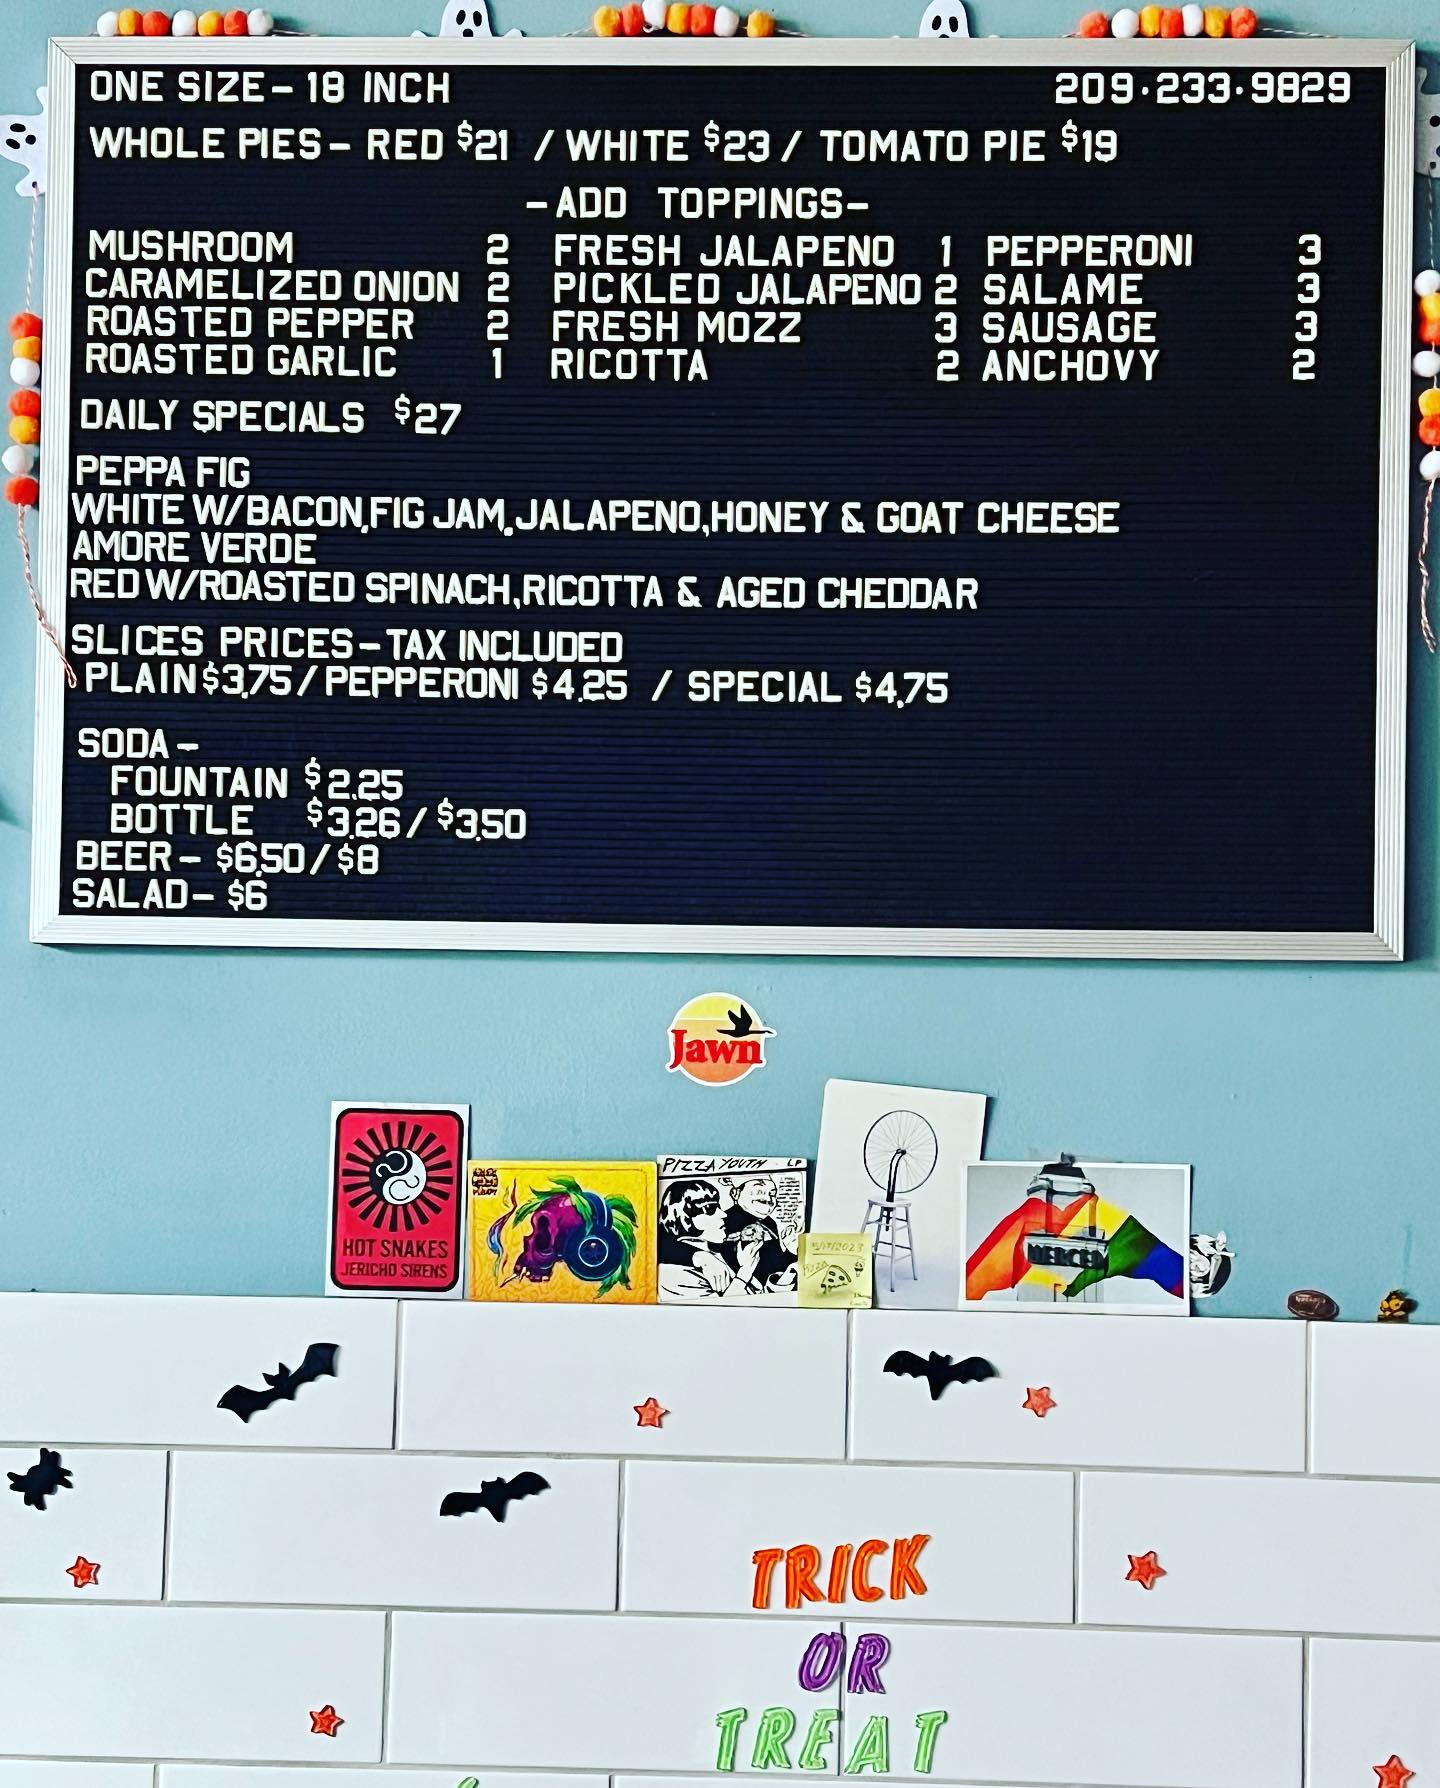 ONE SIZE – 18 INCH 209·233·9829
WHOLE PIES – RED $21 / WHITE $23 / TOMATO PIE $19
– ADD TOPPINGS –
MUSHROOM 2 FRESH JALAPENO 1 PEPPERONI 3
CARAMELIZED ONION 2 PICKLED JALAPENO 2 SALAME 3
ROASTED PEPPER 2 FRESH MOZZ 3 SAUSAGE 3
ROASTED GARLIC 1 RICOTTA 2 ANCHOVY 2
DAILY SPECIALS $27
PEPPA FIG
WHITE W/BACON,FIG JAM,JALAPENO,HONEY & GOAT CHEESE
AMORE VERDE
RED W/ROASTED SPINACH,RICOTTA & AGED CHEDDAR
SLICES PRICES – TAX INCLUDED
PLAIN $3,75 / PEPPERONI $4.25 / SPECIAL $4,75
SODA –
FOUNTAIN $2.25
BOTTLE $3.26 / $3.50
BEER – $6.50 / $8
SALAD – $6
Jawn
HOT SNAKES
JERICHO SIRENS
PIZZA YOUTH LP
PIZZA
MERCED
TRICK
OR
TREAT